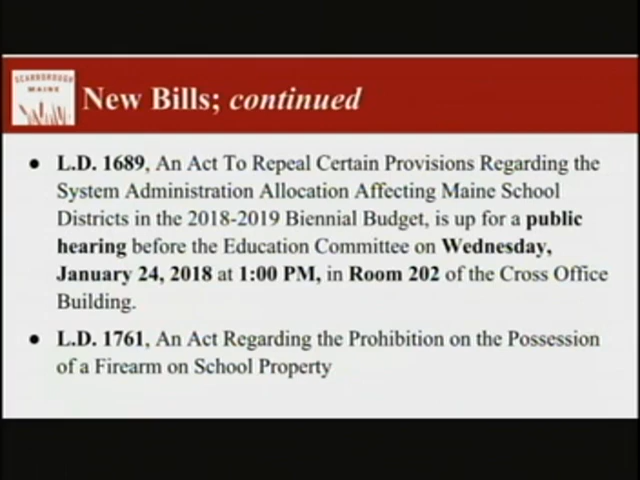 SCARBOROUGH
MAINE
New Bills; continued
● L.D. 1689, An Act To Repeal Certain Provisions Regarding the
System Administration Allocation Affecting Maine School
Districts in the 2018-2019 Biennial Budget, is up for a public
hearing before the Education Committee on Wednesday,
January 24, 2018 at 1:00 PM, in Room 202 of the Cross Office
Building.
● L.D. 1761, An Act Regarding the Prohibition on the Possession
of a Firearm on School Property